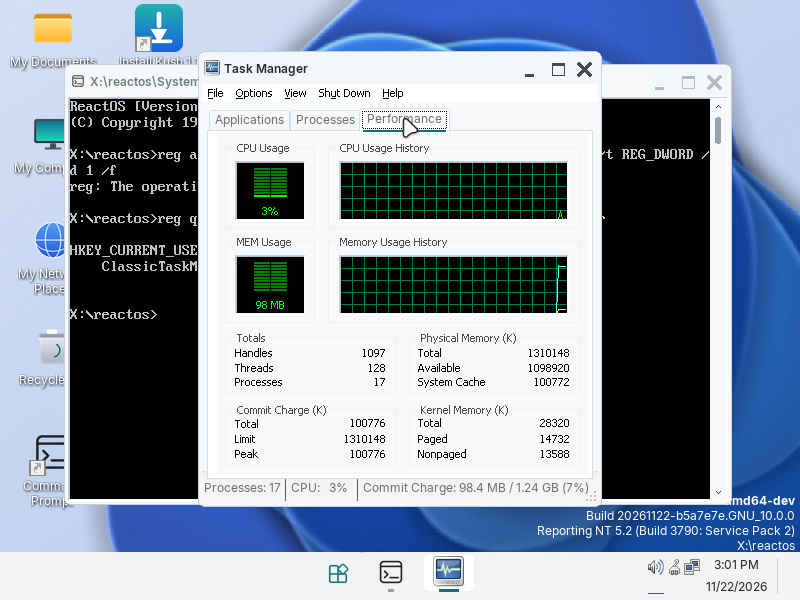 My Documents
Install Kush 1.
X:\reactos\System
Task Manager
File Options View Shut Down Help
Applications Processes Performance
CPU Usage
CPU Usage History
3%
MEM Usage
Memory Usage History
98 MB
Totals
Handles 1097
Threads 128
Processes 17
Physical Memory (K)
Total 1310148
Available 1098920
System Cache 100772
Commit Charge (K)
Total 100776
Limit 1310148
Peak 100776
Kernel Memory (K)
Total 28320
Paged 14732
Nonpaged 13588
Processes: 17 CPU: 3% Commit Charge: 98.4 MB / 1.24 GB (7%)
ReactOS [Version
(C) Copyright 19
X:\reactos>reg a
/t REG_DWORD /
d 1 /f
reg: The operati
X:\reactos>reg q
HKEY_CURRENT_USE
ClassicTaskM
X:\reactos>
My Comp
My Netw
Place
Recycle
Comma
Promp
md64-dev
Build 20261122-b5a7e7e.GNU_10.0.0
Reporting NT 5.2 (Build 3790: Service Pack 2)
X:\reactos
3:01 PM
11/22/2026